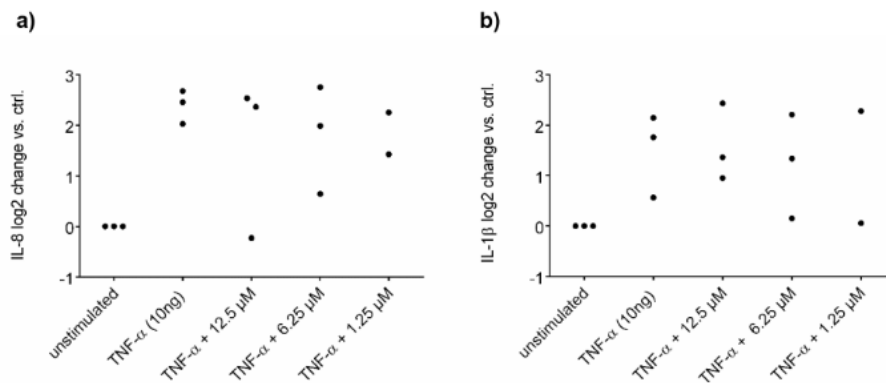 a)
IL-8 log2 change vs. ctrl.
3
2
1
0
-1
unstimulated
TNF-α (10ng)
TNF-α + 12.5 µM
TNF-α + 6.25 µM
TNF-α + 1.25 µM
b)
IL-1β log2 change vs. ctrl.
3
2
1
0
-1
unstimulated
TNF-α (10ng)
TNF-α + 12.5 µM
TNF-α + 6.25 µM
TNF-α + 1.25 µM